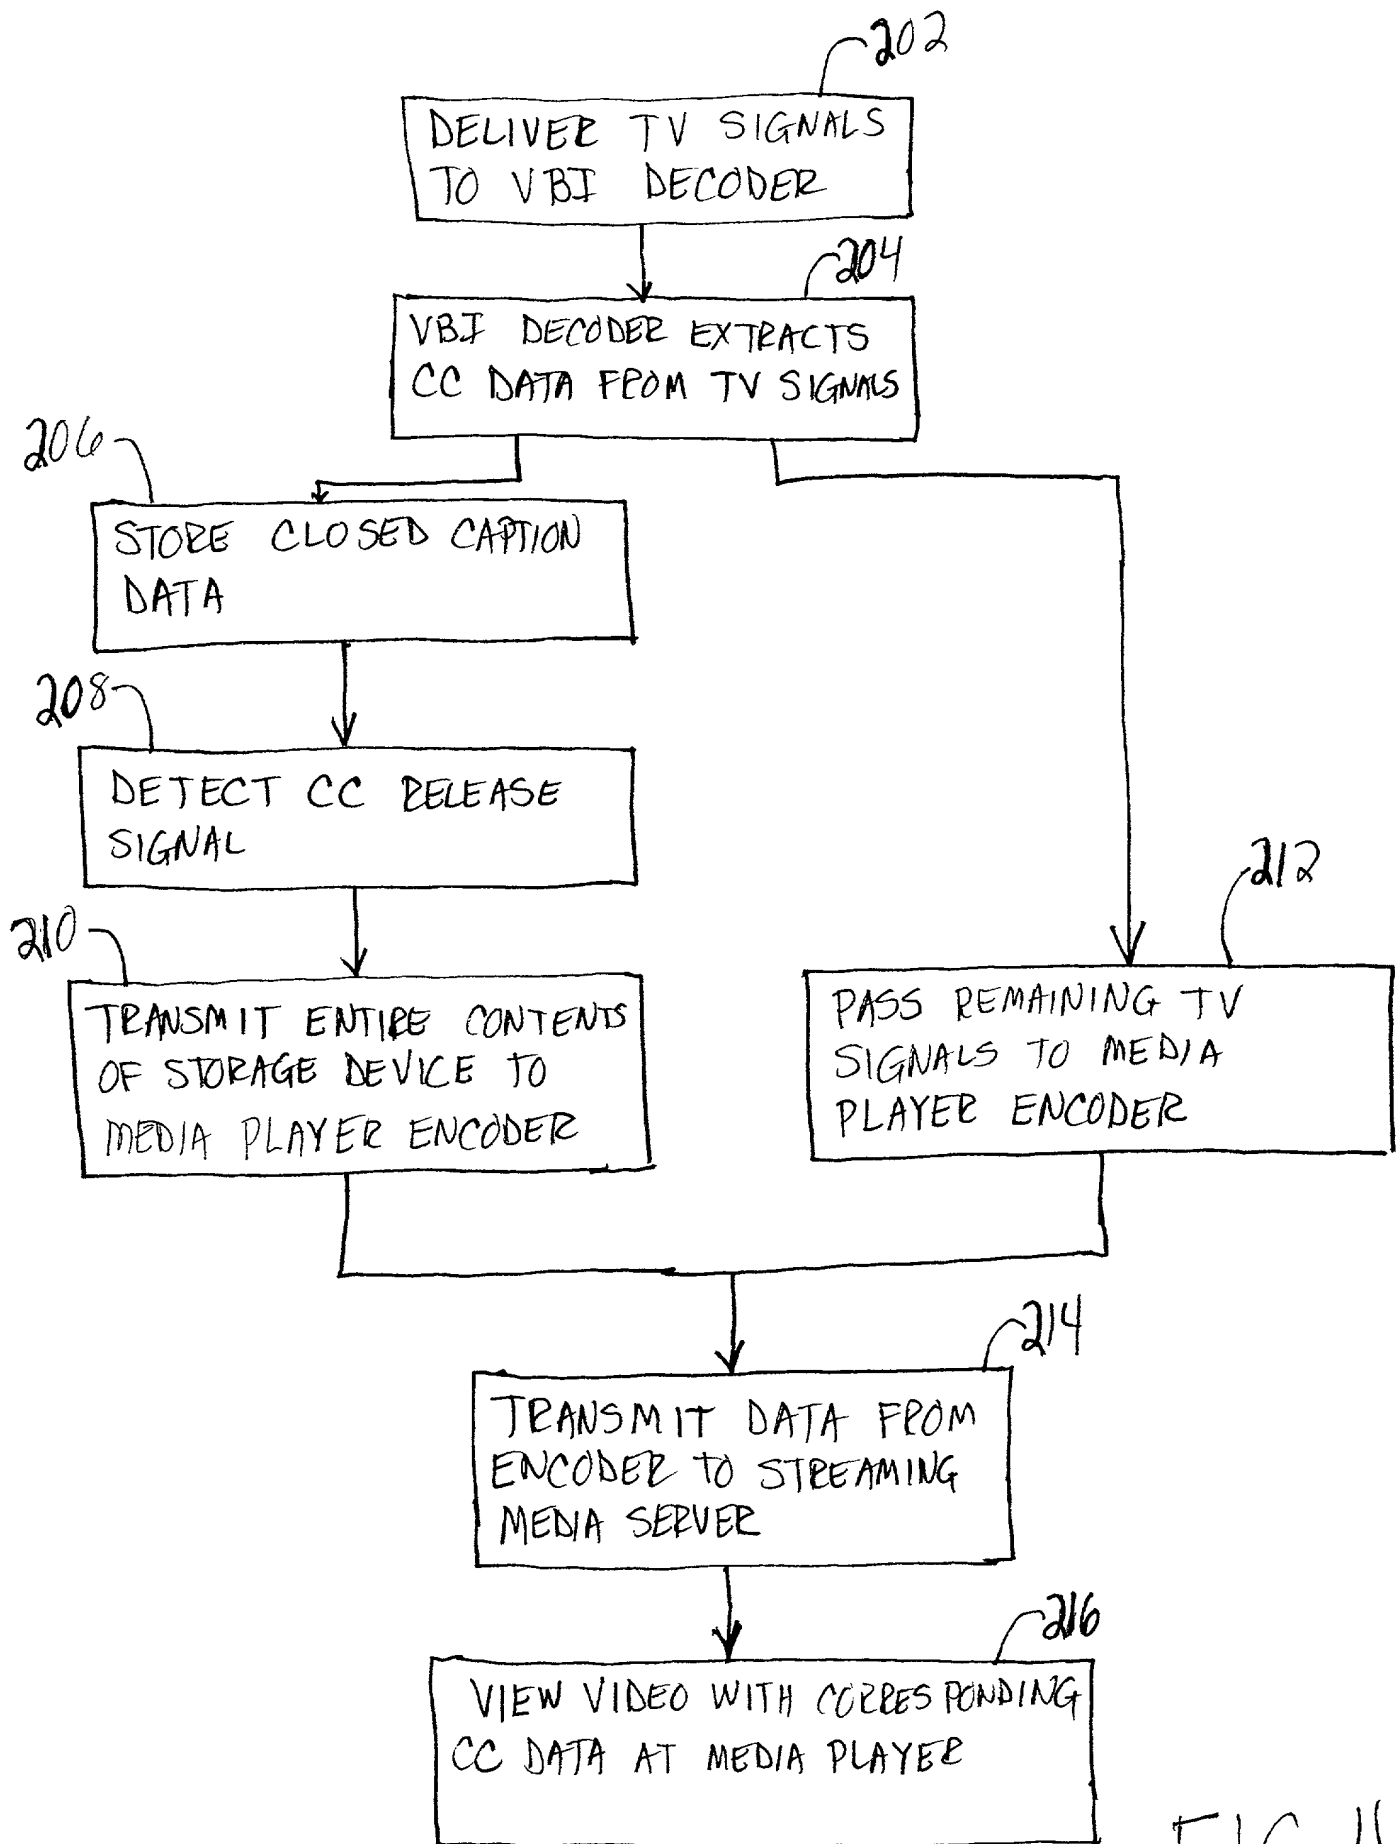 202
DELIVER TV SIGNALS
TO VBI DECODER
204
VBI DECODER EXTRACTS
CC DATA FROM TV SIGNALS
206
STORE CLOSED CAPTION
DATA
208
DETECT CC RELEASE
SIGNAL
210
TRANSMIT ENTIRE CONTENTS
OF STORAGE DEVICE TO
MEDIA PLAYER ENCODER
212
PASS REMAINING TV
SIGNALS TO MEDIA
PLAYER ENCODER
214
TRANSMIT DATA FROM
ENCODER TO STREAMING
MEDIA SERVER
216
VIEW VIDEO WITH CORRESPONDING
CC DATA AT MEDIA PLAYER